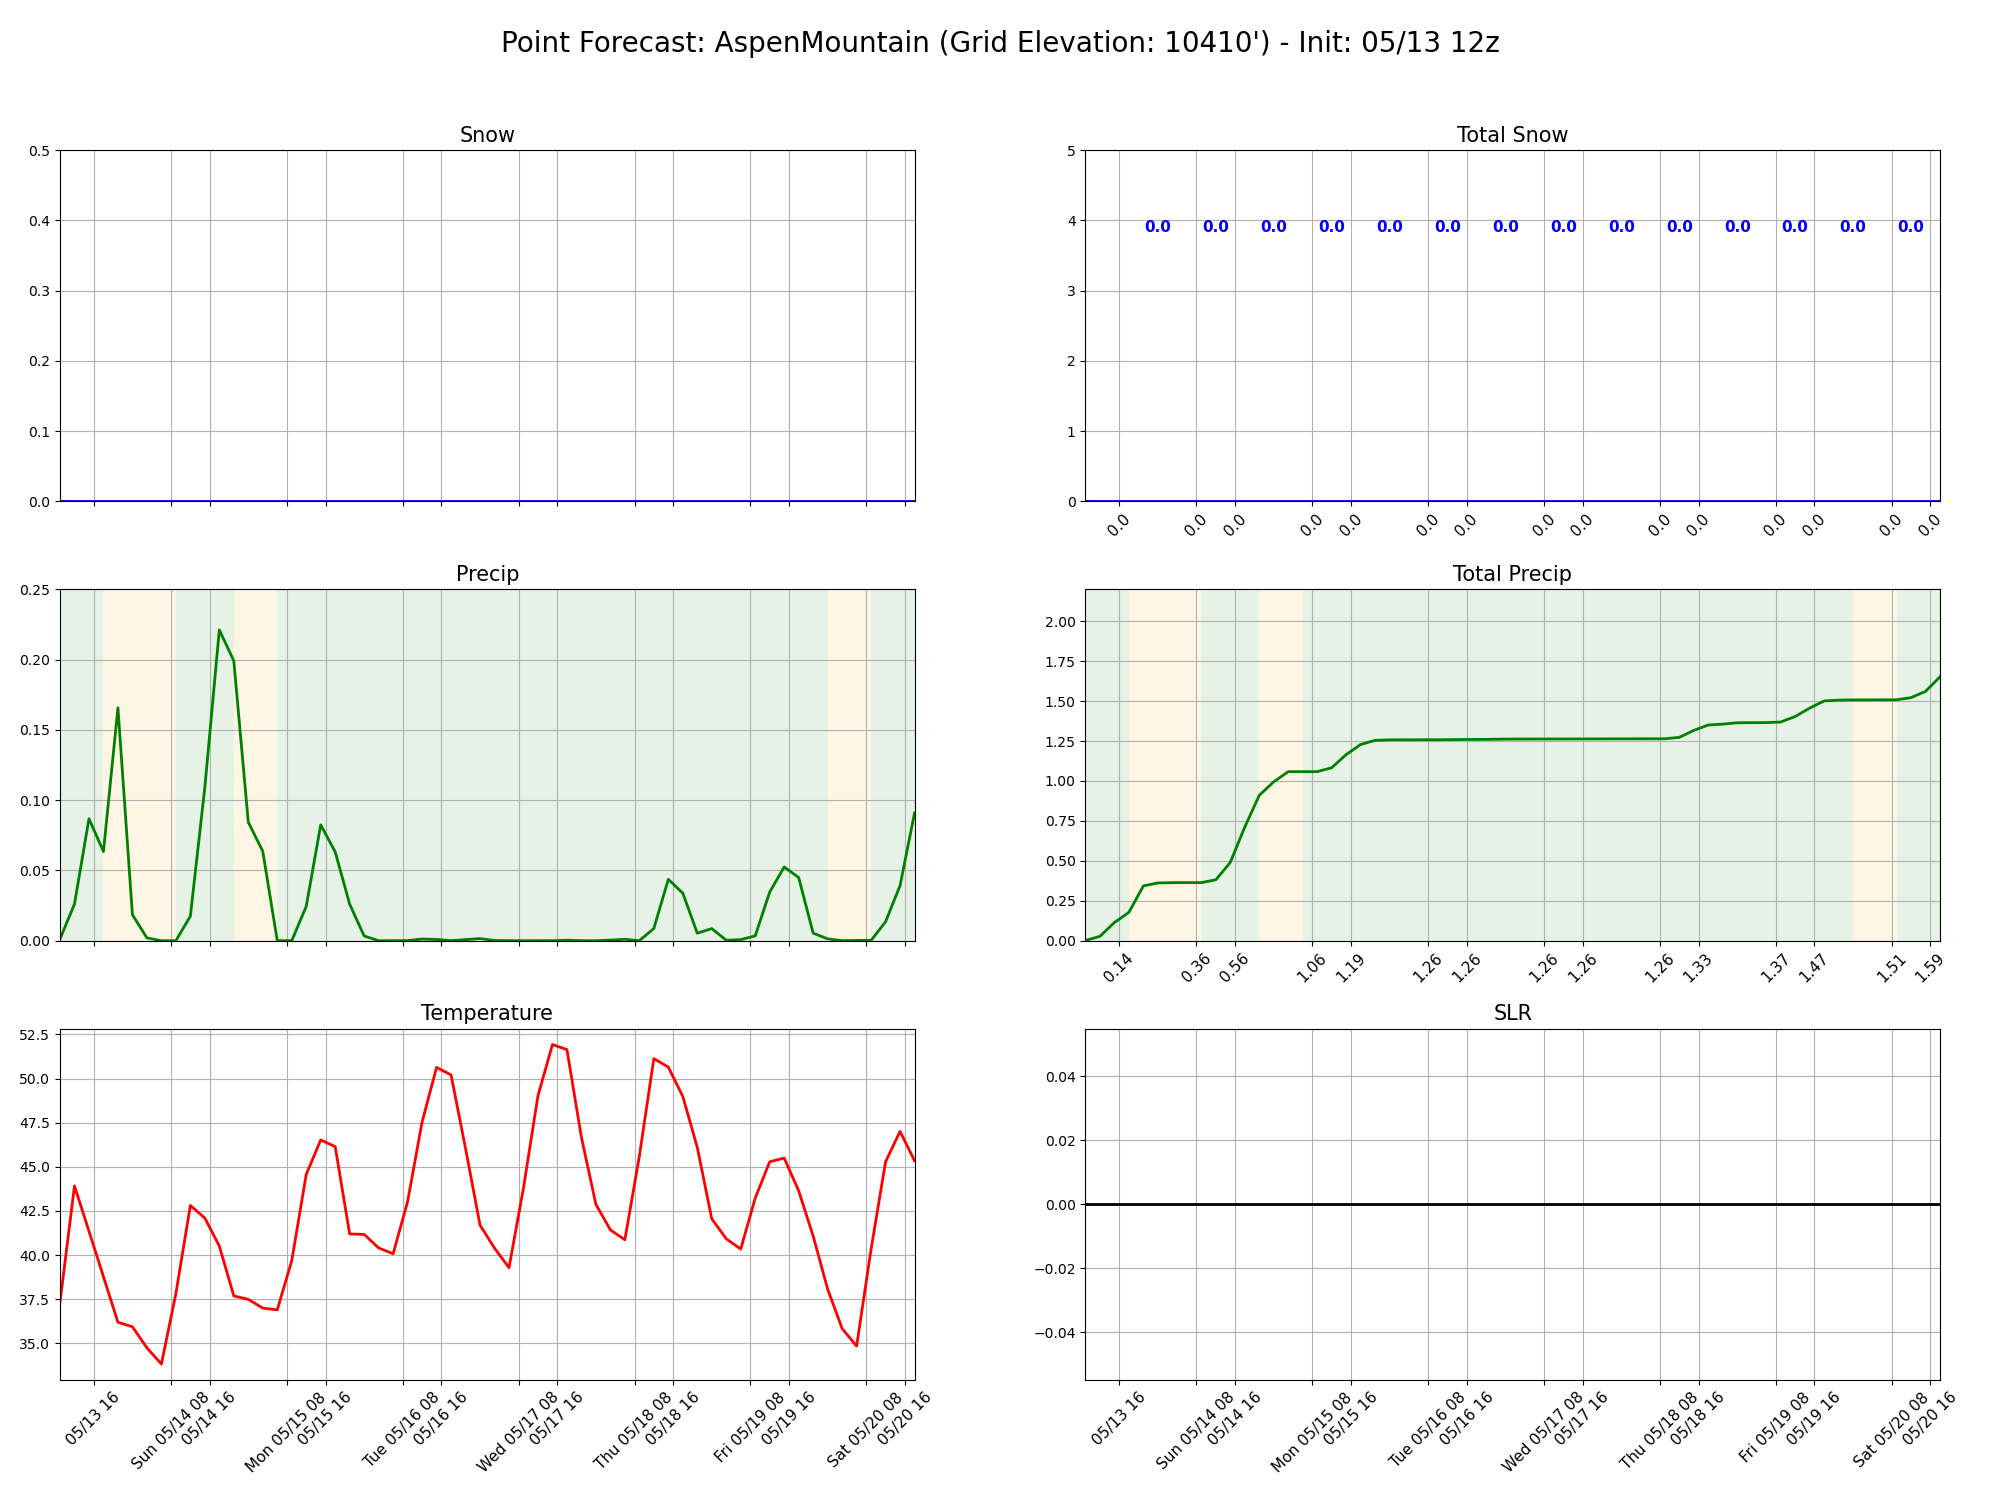 Point Forecast: AspenMountain (Grid Elevation: 10410') - Init: 05/13 12z
Snow
0.5
0.4
0.3
0.2
0.1
0.0
Total Snow
5
4
3
2
1
0
0.0 0.0 0.0 0.0 0.0 0.0 0.0 0.0 0.0 0.0 0.0 0.0 0.0 0.0
0.0 0.0 0.0 0.0 0.0 0.0 0.0 0.0 0.0 0.0 0.0 0.0 0.0 0.0 0.0
Precip
0.25
0.20
0.15
0.10
0.05
0.00
Total Precip
2.00
1.75
1.50
1.25
1.00
0.75
0.50
0.25
0.00
0.14 0.36 0.56 1.06 1.19 1.26 1.26 1.26 1.26 1.26 1.33 1.37 1.47 1.51 1.59
Temperature
52.5
50.0
47.5
45.0
42.5
40.0
37.5
35.0
05/13 16
Sun 05/14 08
05/14 16
Mon 05/15 08
05/15 16
Tue 05/16 08
05/16 16
Wed 05/17 08
05/17 16
Thu 05/18 08
05/18 16
Fri 05/19 08
05/19 16
Sat 05/20 08
05/20 16
SLR
0.04
0.02
0.00
−0.02
−0.04
05/13 16
Sun 05/14 08
05/14 16
Mon 05/15 08
05/15 16
Tue 05/16 08
05/16 16
Wed 05/17 08
05/17 16
Thu 05/18 08
05/18 16
Fri 05/19 08
05/19 16
Sat 05/20 08
05/20 16